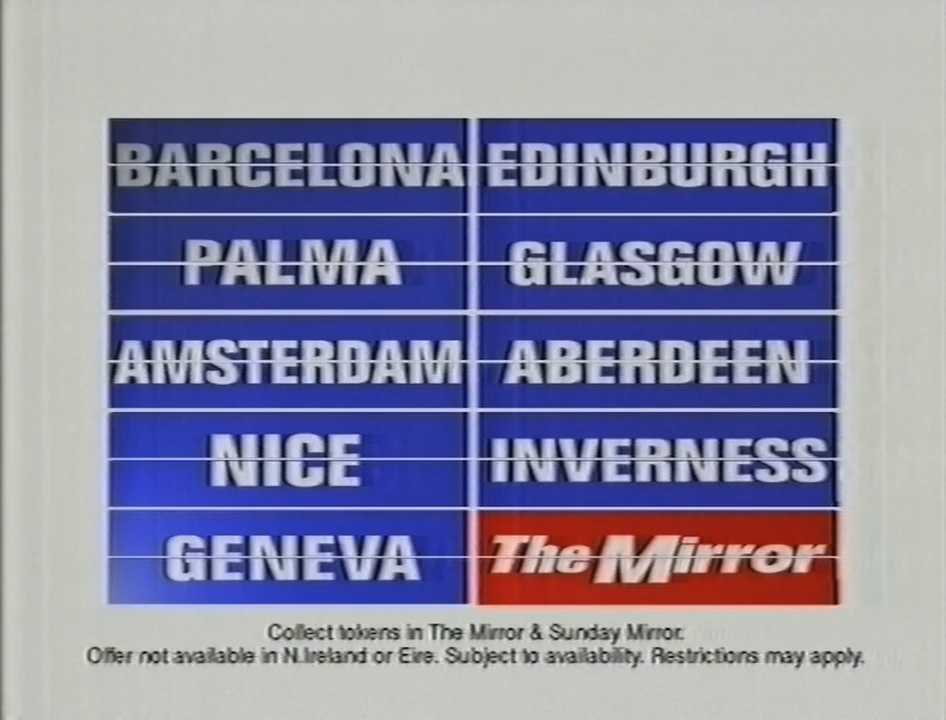 BARCELONA EDINBURGH
PALMA GLASGOW
AMSTERDAM ABERDEEN
NICE INVERNESS
GENEVA The Mirror
Collect tokens in The Mirror & Sunday Mirror.
Offer not available in N.Ireland or Eire. Subject to availability. Restrictions may apply.